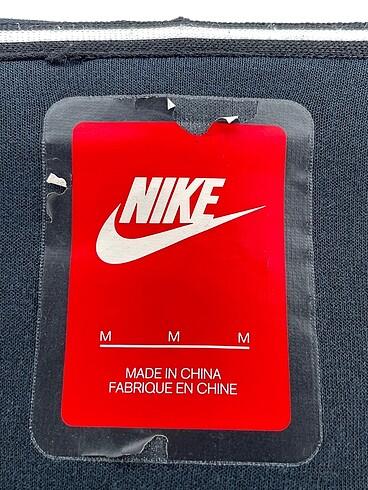 NIKE
M M M
MADE IN CHINA
FABRIQUE EN CHINE